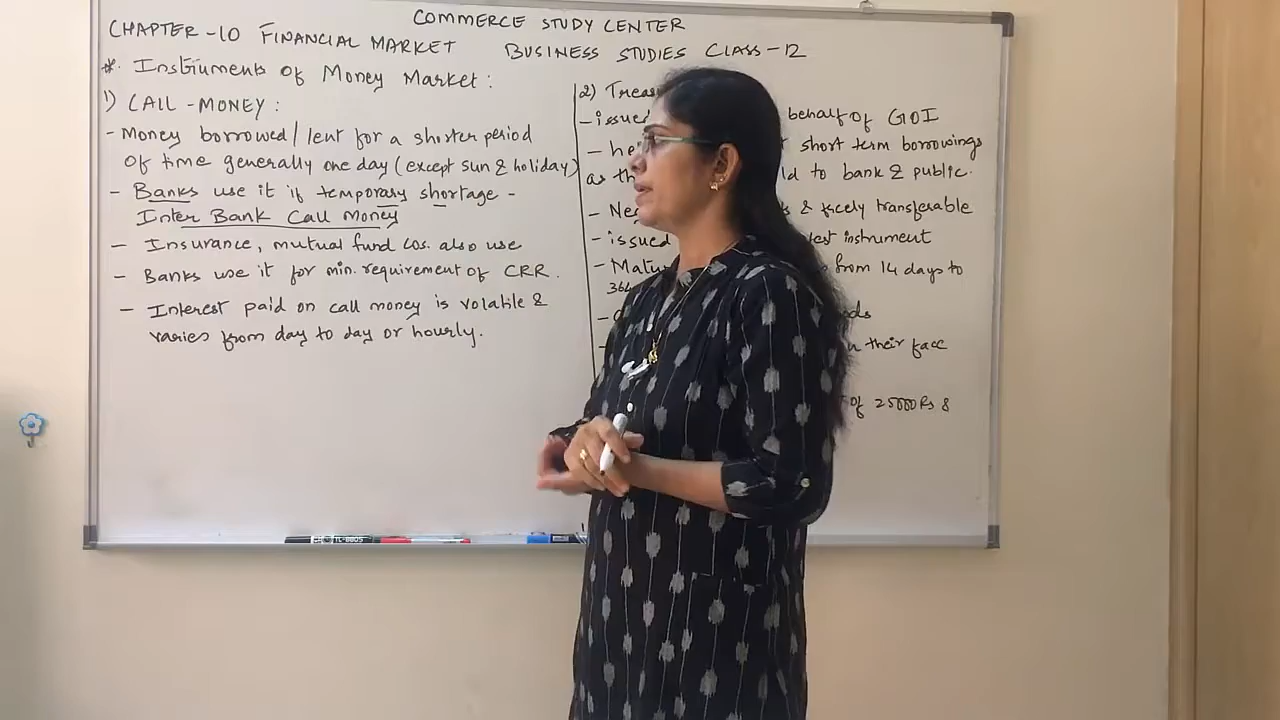 COMMERCE STUDY CENTER
CHAPTER-10 FINANCIAL MARKET BUSINESS STUDIES CLASS-12
* Instruments of Money Market:
1) CALL-MONEY:
- Money borrowed/lent for a shorter period
of time generally one day (except sun & holiday)
- Banks use it if temporary shortage -
Inter Bank Call Money
- Insurance, mutual fund cos. also use
- Banks use it for min. requirement of CRR.
- Interest paid on call money is volatile &
varies from day to day or hourly.
2) Treas
- issued behalf of GOI
- he short term borrowings
as th ld to bank & public.
- Ne & freely transferable
- issued instrument
- Matu from 14 days to
364
their face
of 25000Rs &